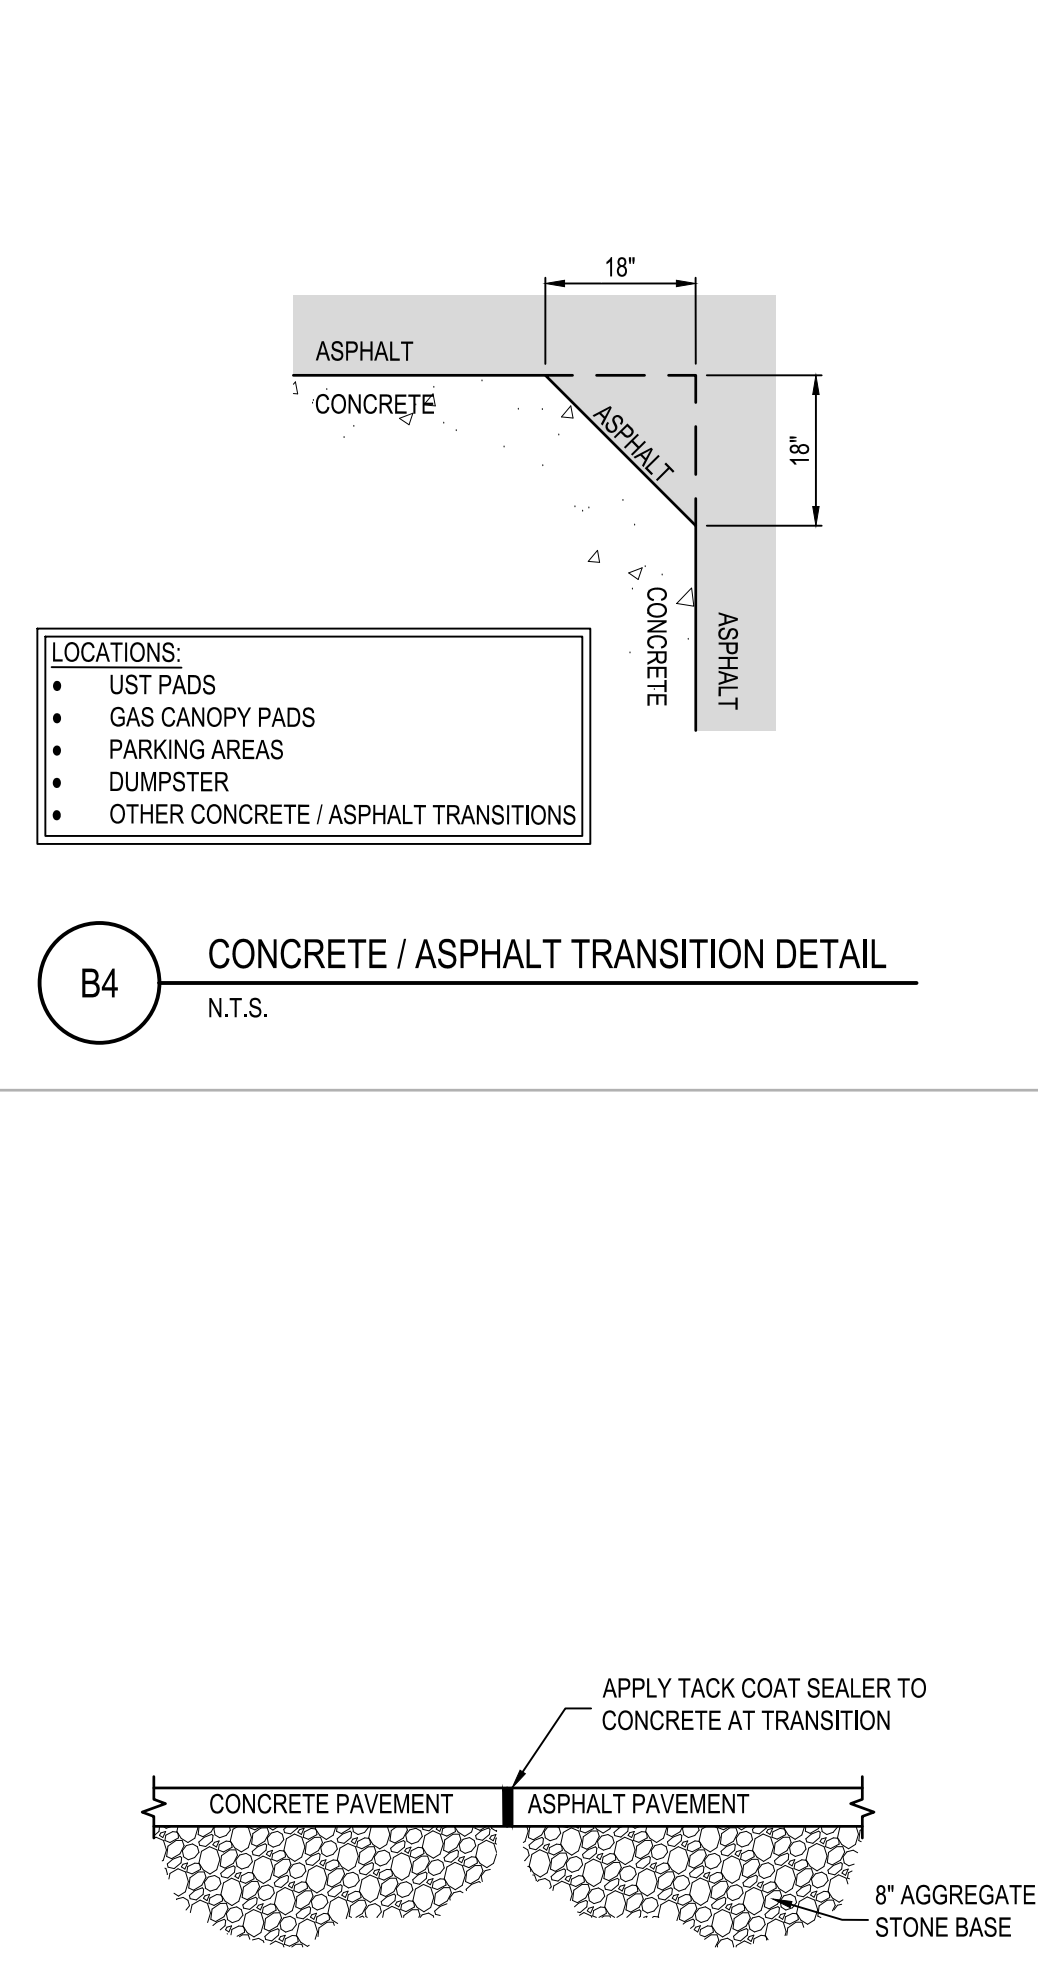 18"
ASPHALT
CONCRETE
ASPHALT
18"
CONCRETE
ASPHALT
LOCATIONS:
• UST PADS
• GAS CANOPY PADS
• PARKING AREAS
• DUMPSTER
• OTHER CONCRETE / ASPHALT TRANSITIONS
B4
CONCRETE / ASPHALT TRANSITION DETAIL
N.T.S.
APPLY TACK COAT SEALER TO
CONCRETE AT TRANSITION
CONCRETE PAVEMENT
ASPHALT PAVEMENT
8" AGGREGATE
STONE BASE